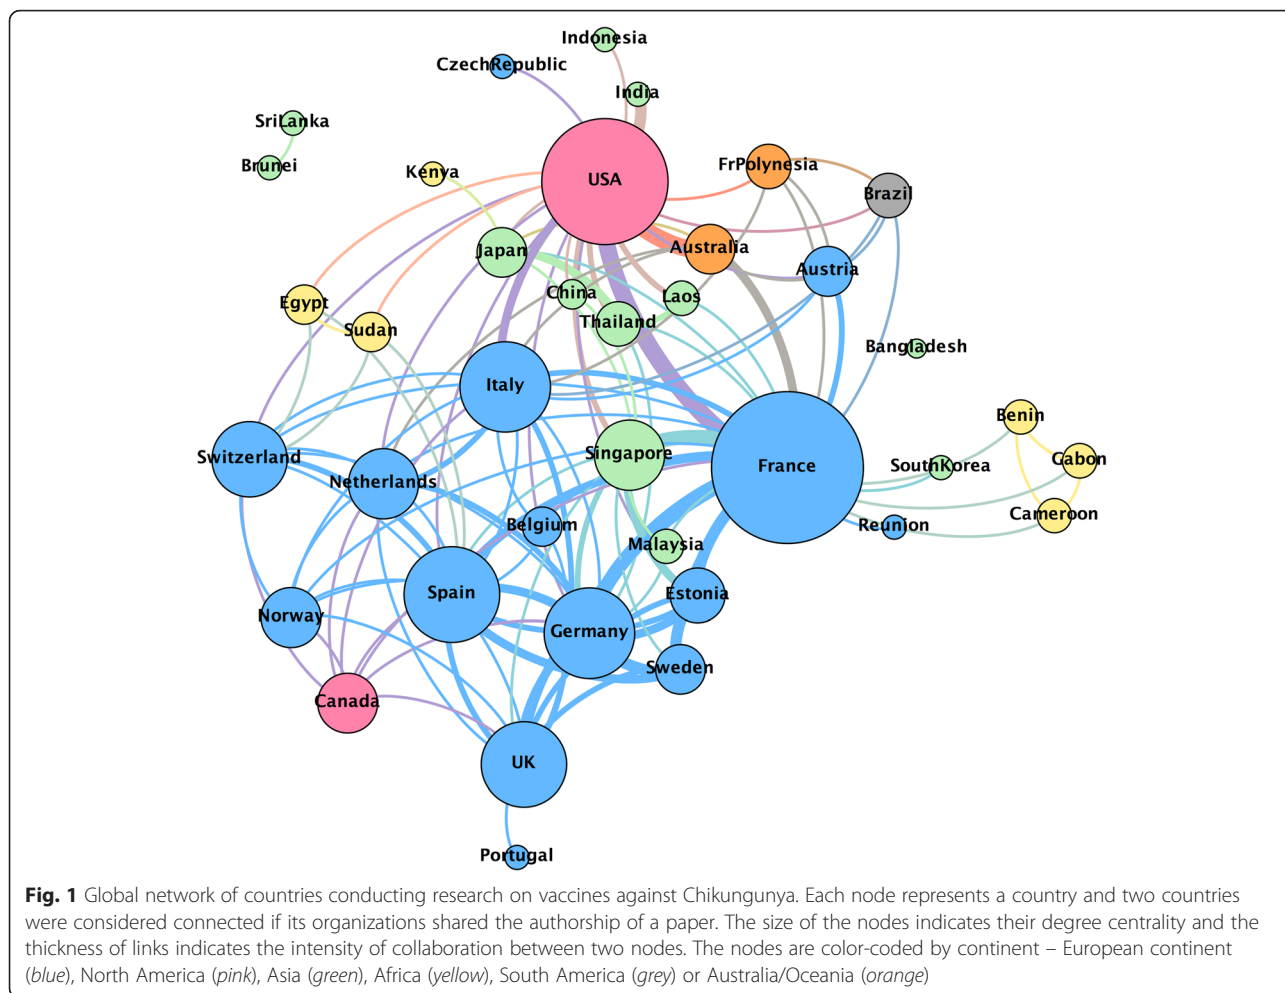 Indonesia
CzechRepublic
India
SriLanka
Brunei
Kenya
USA
FrPolynesia
Brazil
Japan
Australia
Austria
China
Laos
Egypt
Sudan
Thailand
Bangladesh
Italy
Benin
Switzerland
Netherlands
Singapore
France
SouthKorea
Gabon
Cameroon
Belgium
Reunion
Malaysia
Spain
Estonia
Norway
Germany
Sweden
Canada
UK
Portugal
Fig. 1 Global network of countries conducting research on vaccines against Chikungunya. Each node represents a country and two countries
were considered connected if its organizations shared the authorship of a paper. The size of the nodes indicates their degree centrality and the
thickness of links indicates the intensity of collaboration between two nodes. The nodes are color-coded by continent – European continent
(blue), North America (pink), Asia (green), Africa (yellow), South America (grey) or Australia/Oceania (orange)